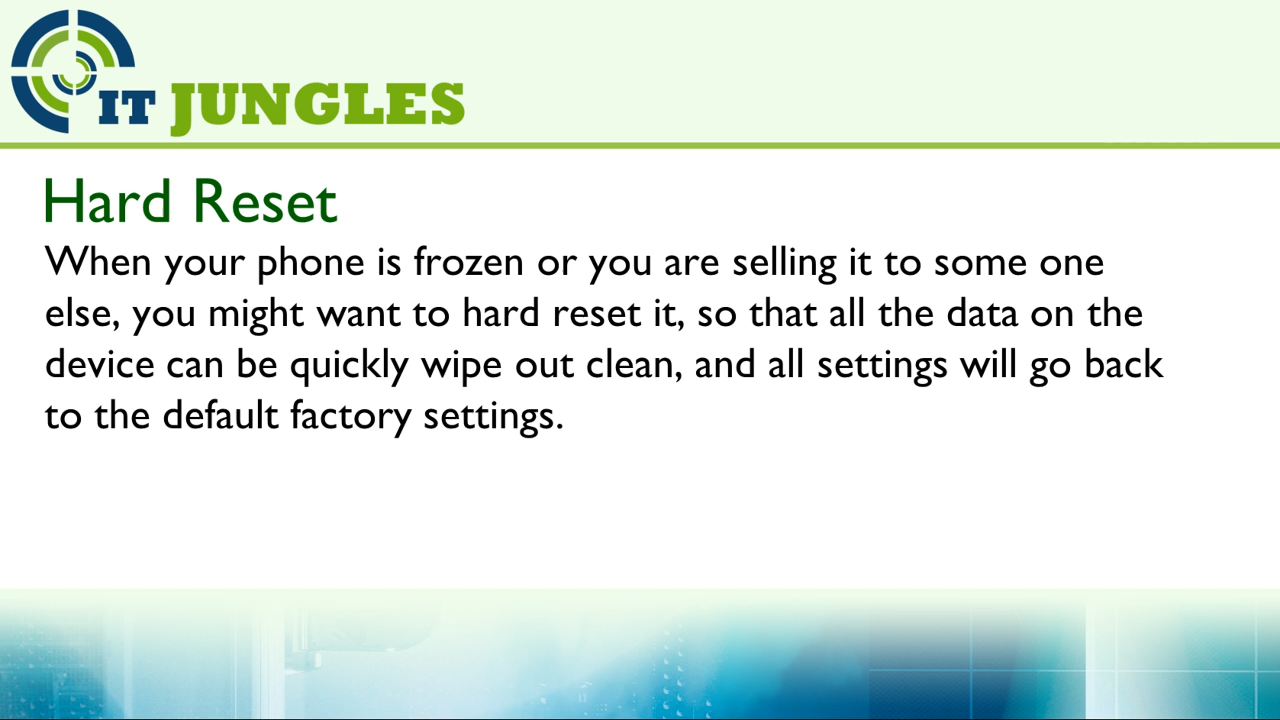 IT JUNGLES
Hard Reset
When your phone is frozen or you are selling it to some one
else, you might want to hard reset it, so that all the data on the
device can be quickly wipe out clean, and all settings will go back
to the default factory settings.